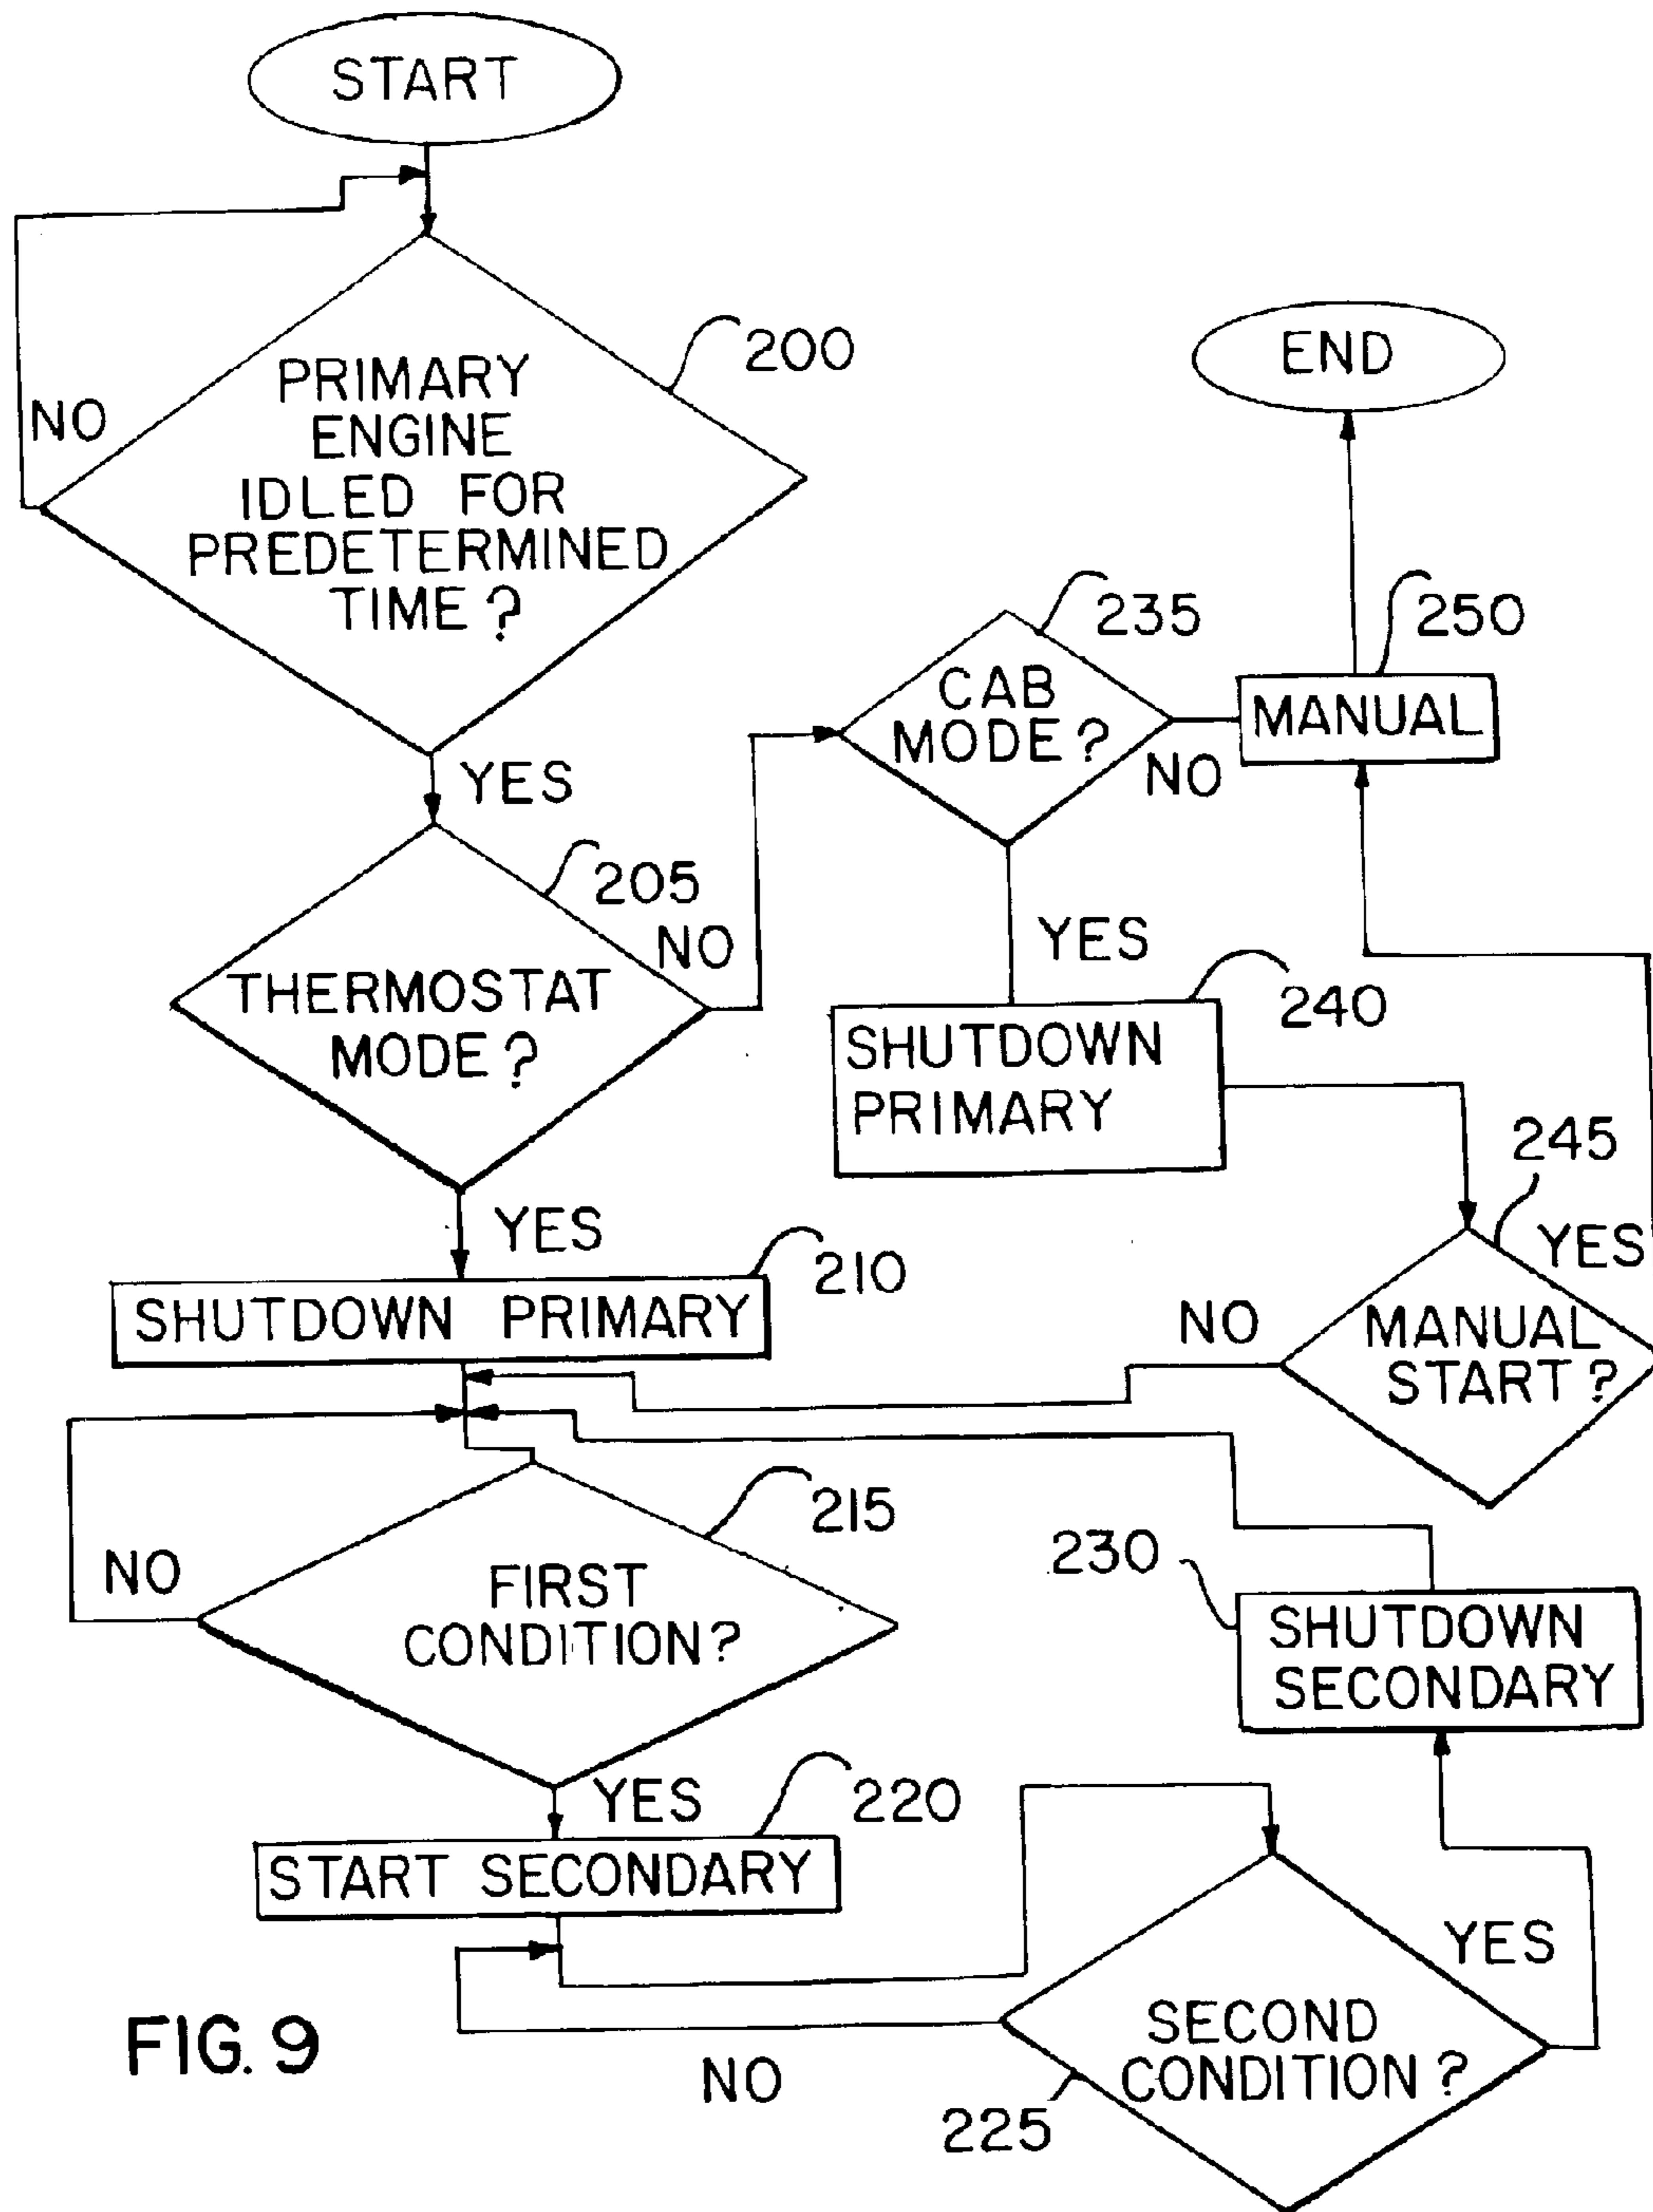 START
PRIMARY
ENGINE
IDLED FOR
PREDETERMINED
TIME?
200
NO
YES
END
THERMOSTAT
MODE?
205
NO
YES
CAB
MODE?
235
NO
YES
MANUAL
250
SHUTDOWN
PRIMARY
240
SHUTDOWN PRIMARY
210
MANUAL
START?
245
YES
NO
FIRST
CONDITION?
215
NO
YES
START SECONDARY
220
SHUTDOWN
SECONDARY
230
SECOND
CONDITION?
225
YES
NO
FIG. 9